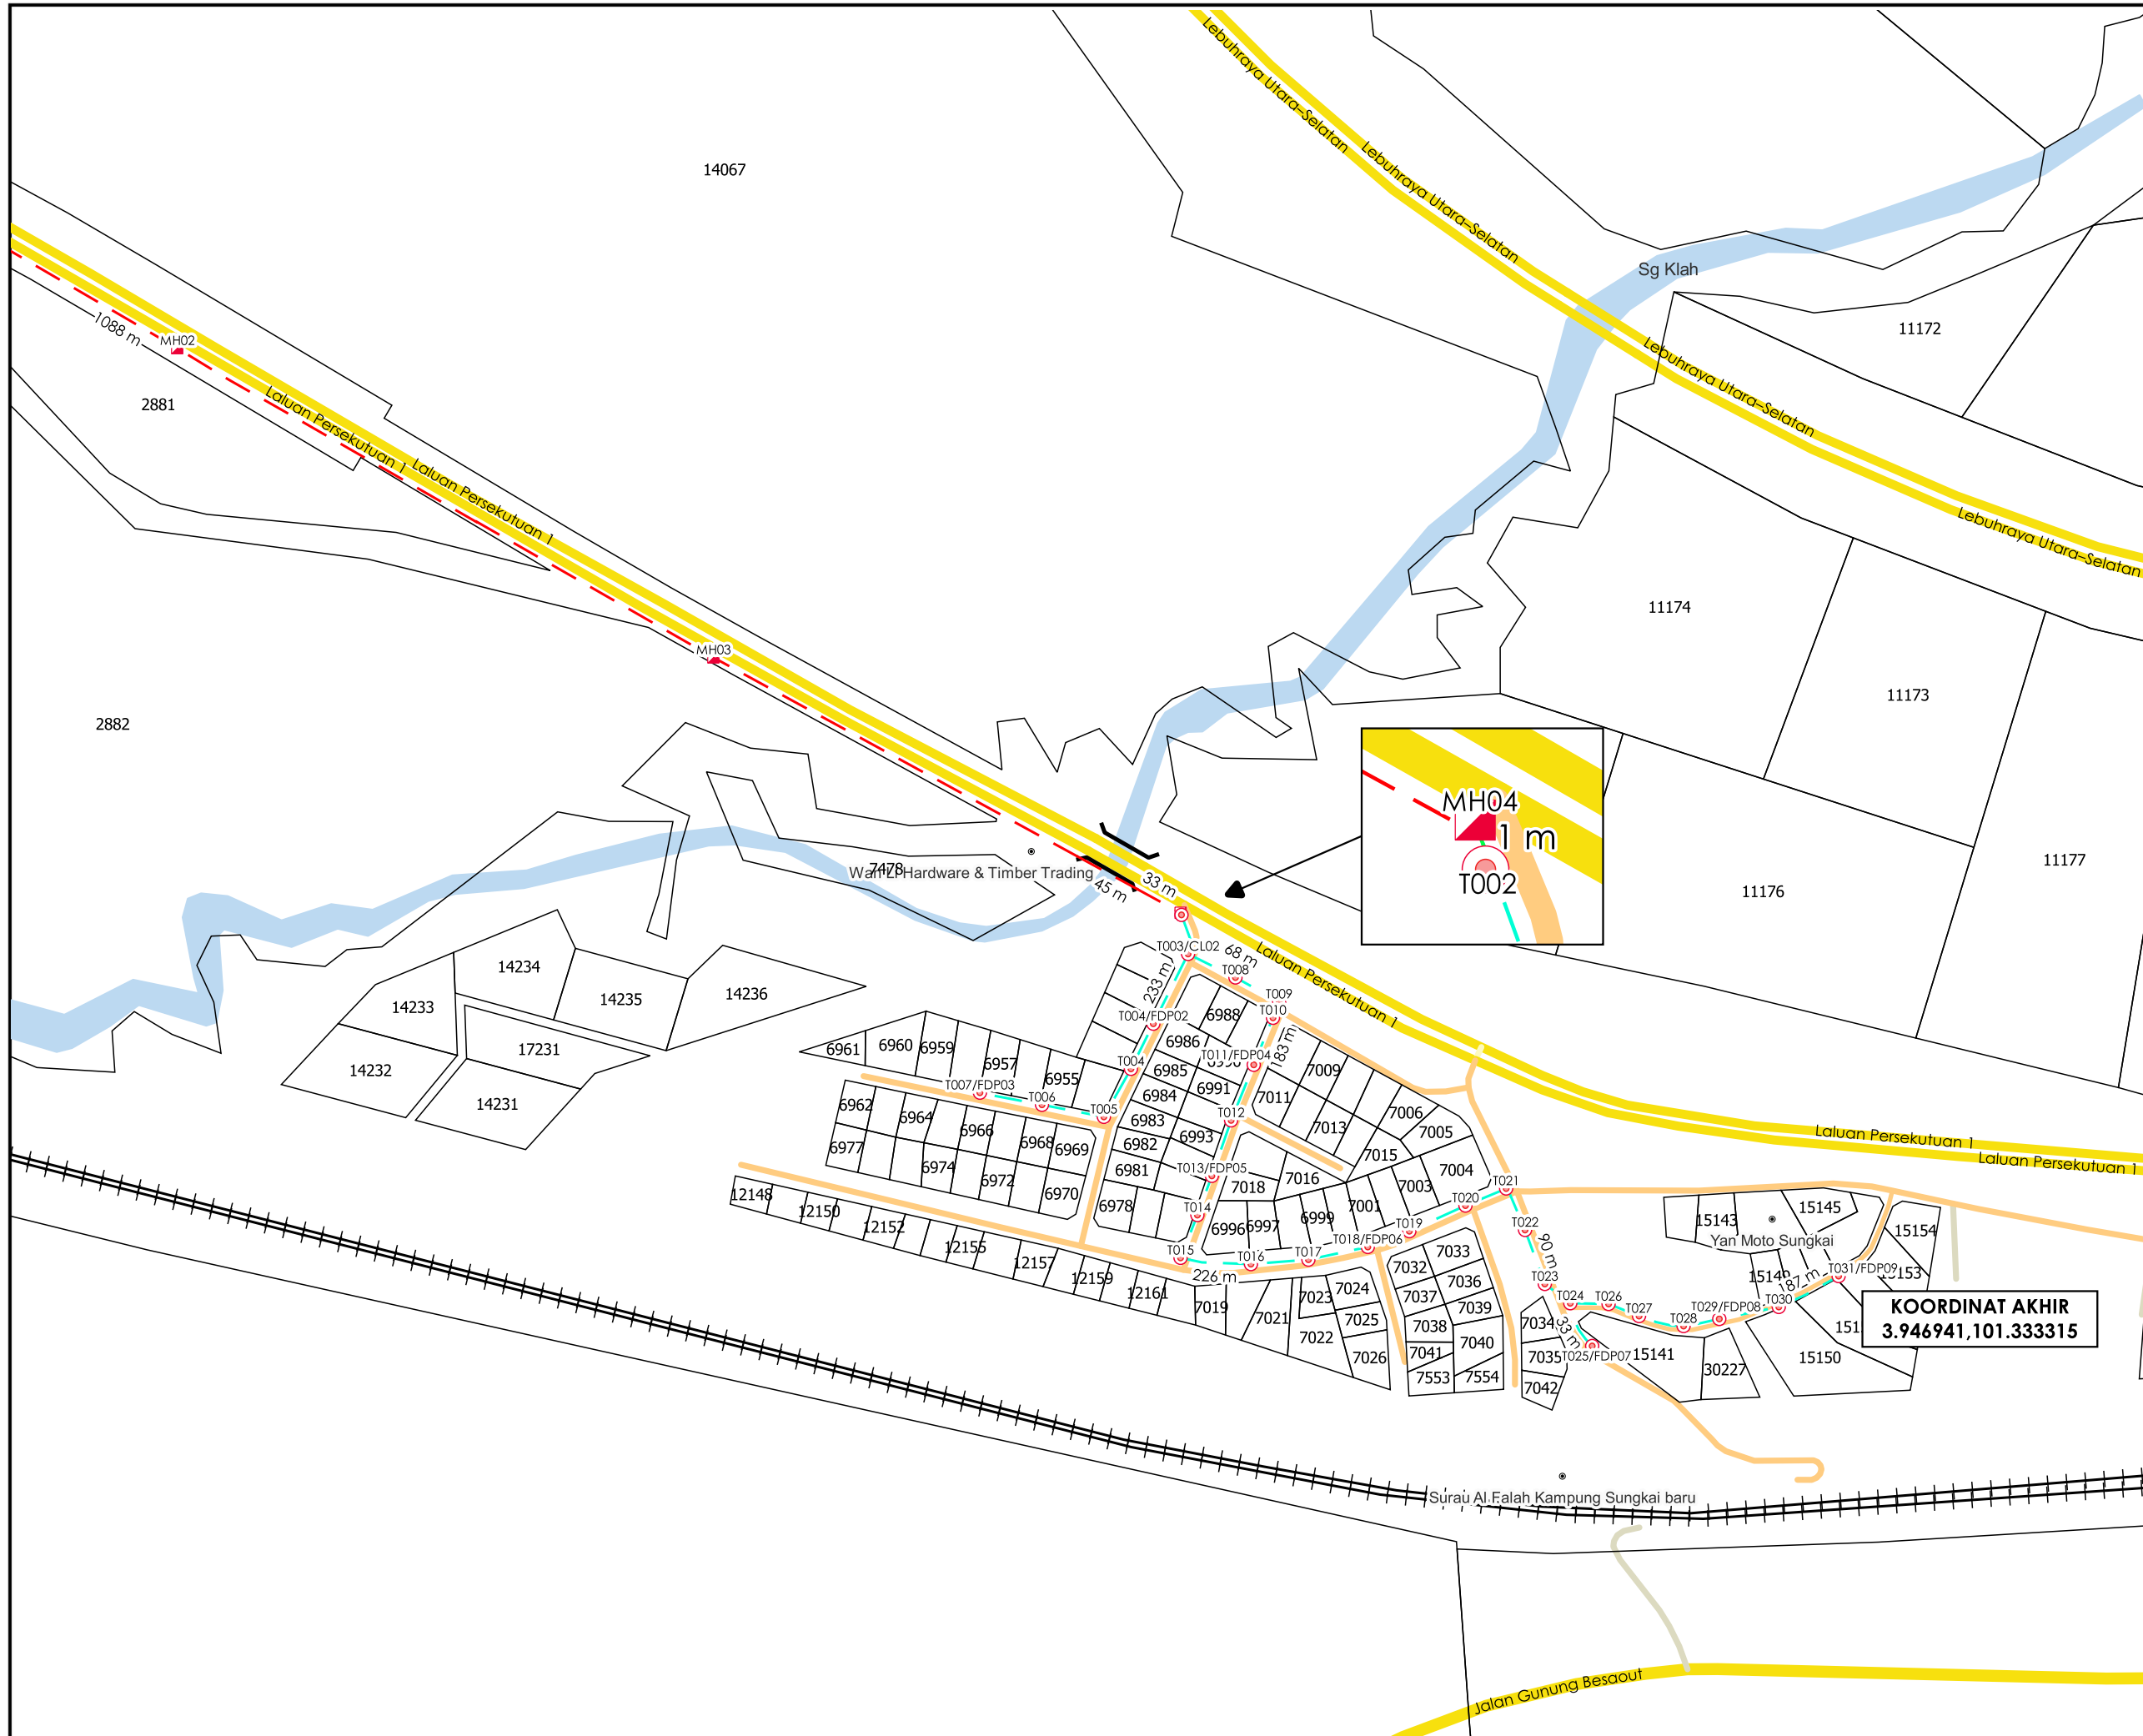 Lebuhraya Utara–Selatan
Lebuhraya Utara–Selatan
14067
Sg Klah
11172
1088 m
MH02
Lebuhraya Utara–Selatan
2881
Laluan Persekutuan 1
Laluan Persekutuan 1
Lebuhraya Utara–Selatan
11174
MH03
11173
2882
MH04
1 m
T002
11177
7478
Wan Li Hardware & Timber Trading
45 m
33 m
11176
T003/CL02
68 m
T008
Laluan Persekutuan 1
14234
14235
14236
14233
233 m
T009
T010
T004/FDP02
6988
17231
14232
14231
6961
6960
6959
6957
6955
6986
T011/FDP04
183 m
T004
6985
6991
7009
T007/FDP03
T006
T005
6984
7011
7006
6962
6964
6966
6968
6969
6983
T012
7013
7005
6977
6974
6972
6970
6982
6993
7015
Laluan Persekutuan 1
Laluan Persekutuan 1
6981
T013/FDP05
7018
7016
7004
7003
T021
12148
12150
12152
12155
12157
12159
12161
6978
T014
6996
6997
6999
7001
T020
T019
T022
15143
15145
15154
T015
T016
T017
T018/FDP06
226 m
7033
90 m
Yan Moto Sungkai
7032
7036
T023
T031/FDP09
15153
187 m
7019
7021
7023
7024
7037
7039
T024
T026
T027
T028
T029/FDP08
T030
7025
7038
7034
33 m
KOORDINAT AKHIR
3.946941,101.333315
7022
7026
7041
7040
7035
T025/FDP07
15141
30227
15150
7553
7554
7042
Surau Al Falah Kampung Sungkai baru
Jalan Gunung Besaout